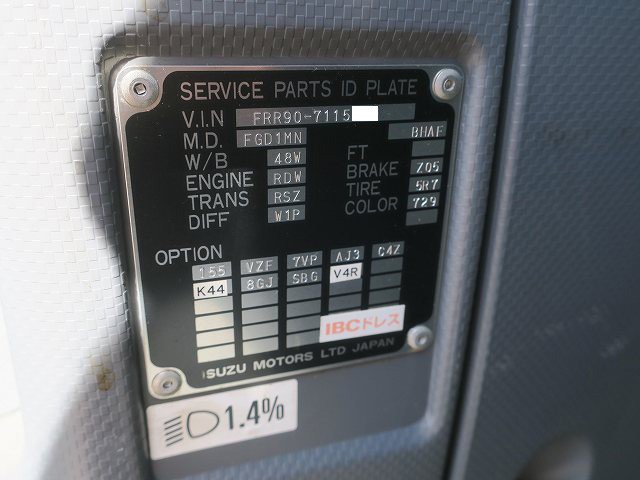 SERVICE PARTS ID PLATE
V.I.N FRR90-7115
M.D. FGD1MN BHAF
W/B 48W FT
ENGINE RDW BRAKE Z05
TRANS RSZ TIRE 5R7
DIFF W1P COLOR 729
OPTION 155 VZF 7VP AJ3 C4Z
K44 8GJ SBG V4R
IBCドレス
ISUZU MOTORS LTD JAPAN
1.4%